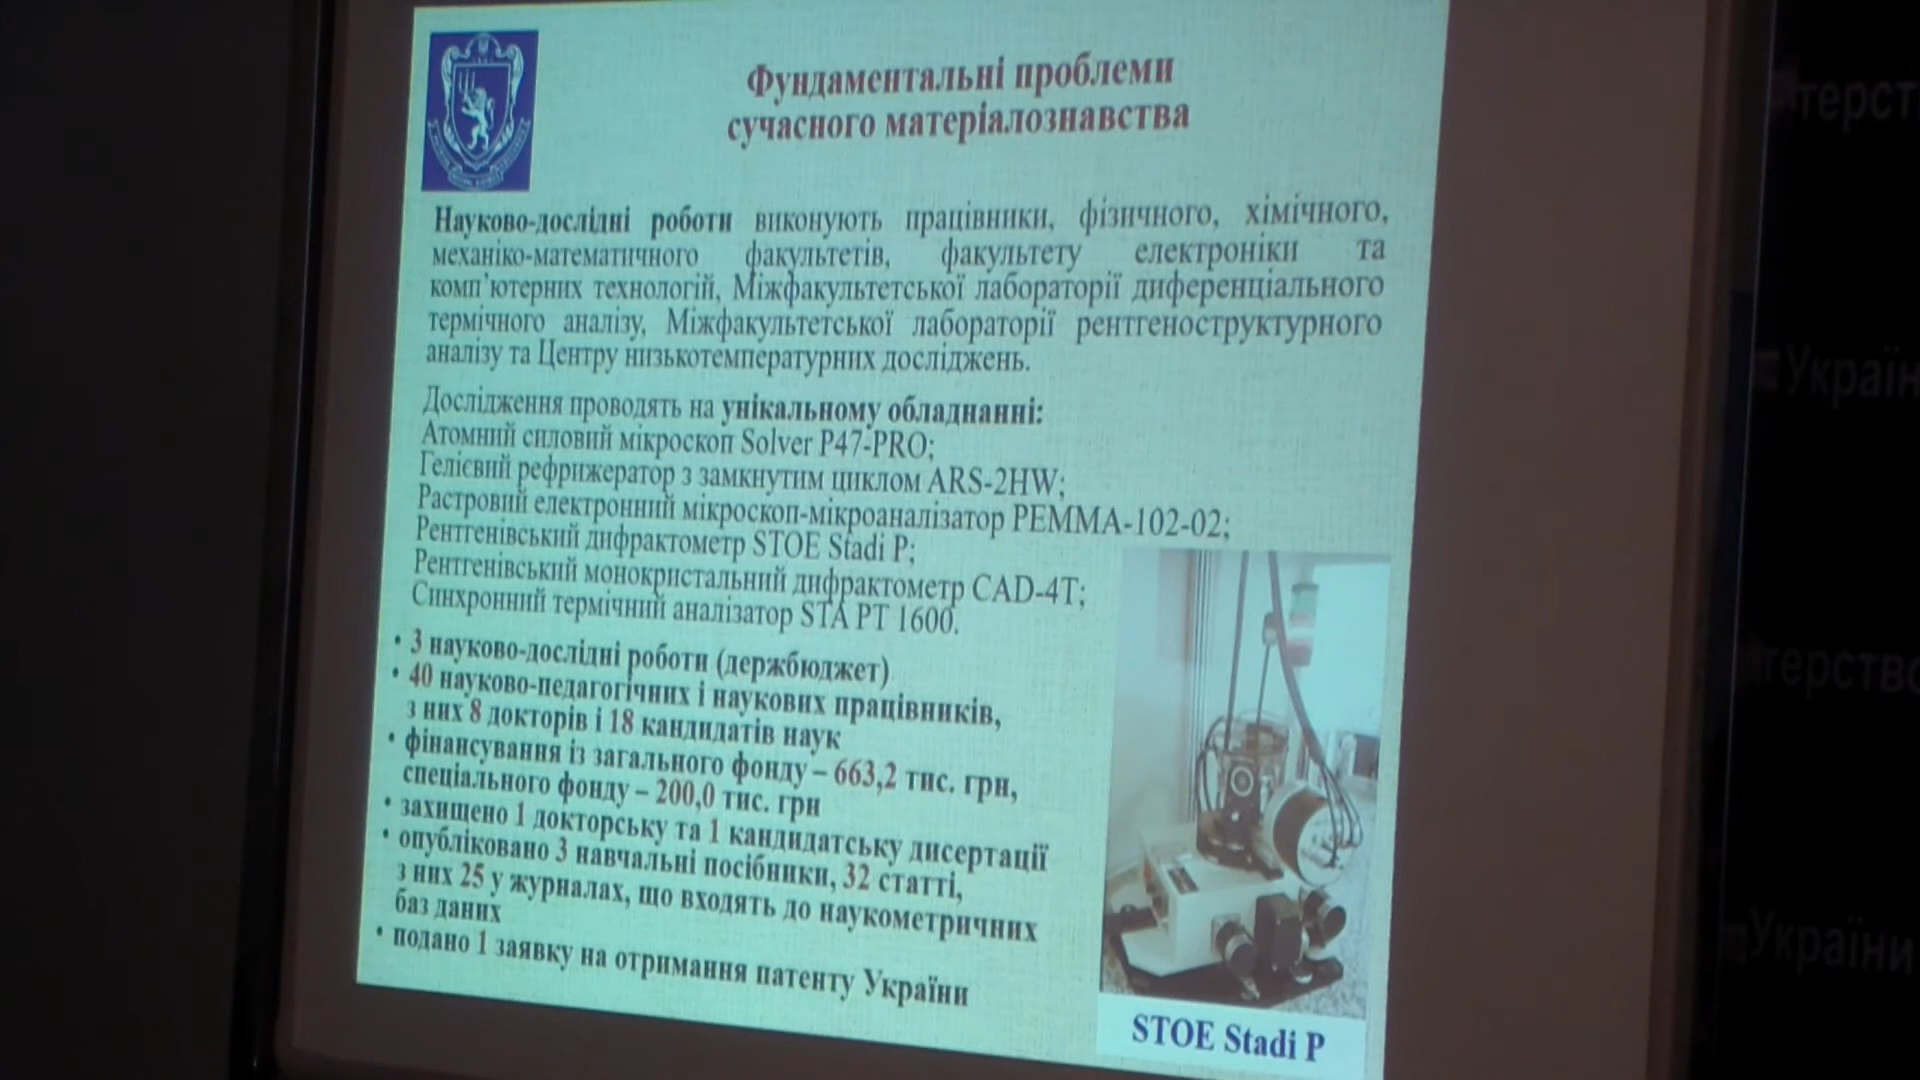 Фундаментальні проблеми
сучасного матеріалознавства
Науково-дослідні роботи виконують працівники, фізичного, хімічного,
механіко-математичного факультетів, факультету електроніки та
комп’ютерних технологій, Міжфакультетської лабораторії диференціального
термічного аналізу, Міжфакультетської лабораторії рентгеноструктурного
аналізу та Центру низькотемпературних досліджень.
Дослідження проводять на унікальному обладнанні:
Атомний силовий мікроскоп Solver P47-PRO;
Гелієвий рефрижератор з замкнутим циклом ARS-2HW;
Растровий електронний мікроскоп-мікроаналізатор РЕММА-102-02;
Рентгенівський дифрактометр STOE Stadi P;
Рентгенівський монокристальний дифрактометр CAD-4T;
Синхронний термічний аналізатор STA PT 1600.
• 3 науково-дослідні роботи (держбюджет)
• 40 науково-педагогічних і наукових працівників,
з них 8 докторів і 18 кандидатів наук
• фінансування із загального фонду – 663,2 тис. грн,
спеціального фонду – 200,0 тис. грн
• захищено 1 докторську та 1 кандидатську дисертації
• опубліковано 3 навчальні посібники, 32 статті,
з них 25 у журналах, що входять до наукометричних
баз даних
• подано 1 заявку на отримання патенту України
STOE Stadi P
терст
Україн
терство
України